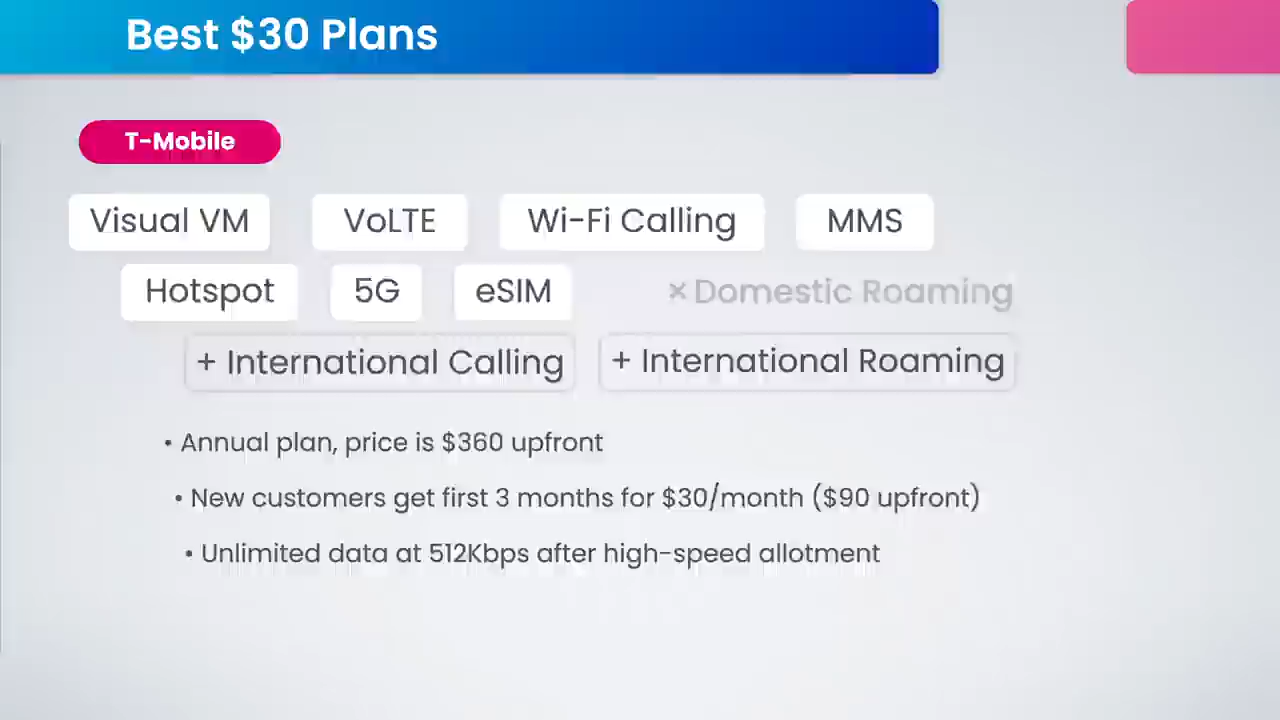 Best $30 Plans
T-Mobile
Visual VM VoLTE Wi-Fi Calling MMS
Hotspot 5G eSIM × Domestic Roaming
+ International Calling + International Roaming
• Annual plan, price is $360 upfront
• New customers get first 3 months for $30/month ($90 upfront)
• Unlimited data at 512Kbps after high-speed allotment